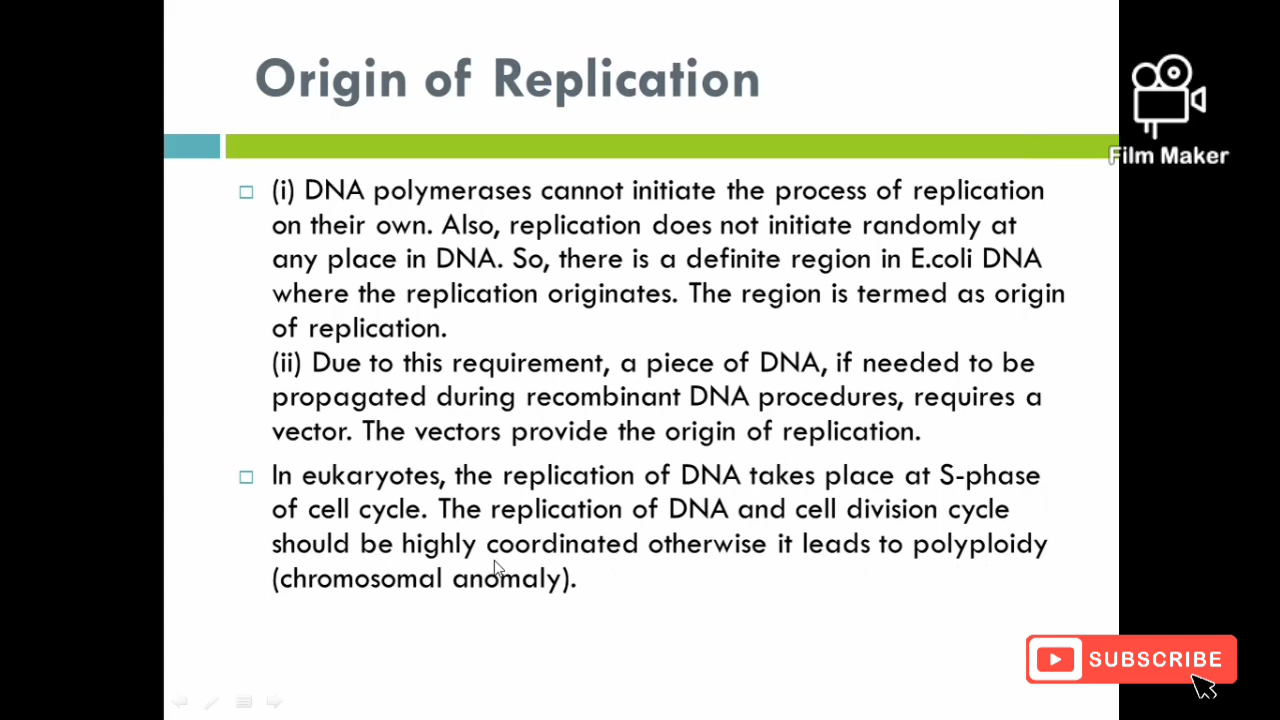 Origin of Replication
Film Maker
(i) DNA polymerases cannot initiate the process of replication
on their own. Also, replication does not initiate randomly at
any place in DNA. So, there is a definite region in E.coli DNA
where the replication originates. The region is termed as origin
of replication.
(ii) Due to this requirement, a piece of DNA, if needed to be
propagated during recombinant DNA procedures, requires a
vector. The vectors provide the origin of replication.
In eukaryotes, the replication of DNA takes place at S-phase
of cell cycle. The replication of DNA and cell division cycle
should be highly coordinated otherwise it leads to polyploidy
(chromosomal anomaly).
SUBSCRIBE